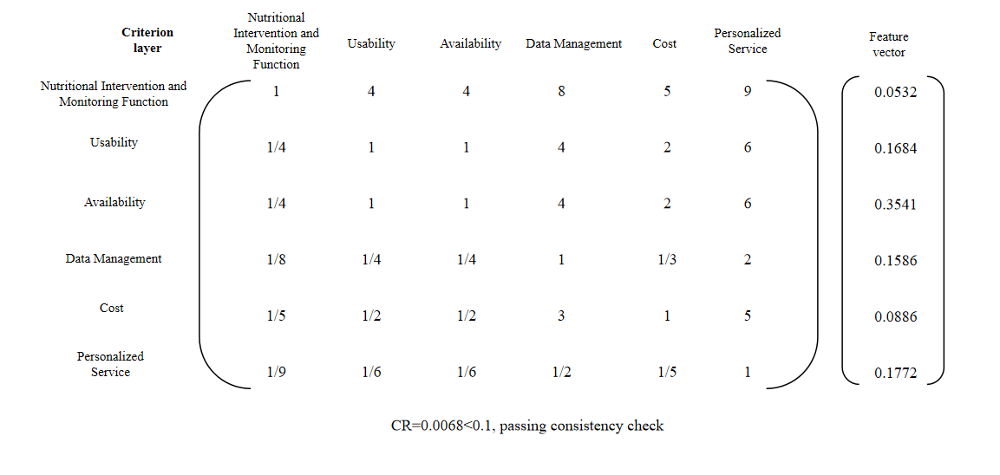 Criterion
layer
Nutritional
Intervention and
Monitoring
Function
Usability
Availability
Data Management
Cost
Personalized
Service
Feature
vector
Nutritional Intervention and
Monitoring Function
1 4 4 8 5 9 0.0532
Usability
1/4 1 1 4 2 6 0.1684
Availability
1/4 1 1 4 2 6 0.3541
Data Management
1/8 1/4 1/4 1 1/3 2 0.1586
Cost
1/5 1/2 1/2 3 1 5 0.0886
Personalized
Service
1/9 1/6 1/6 1/2 1/5 1 0.1772
CR=0.0068<0.1, passing consistency check